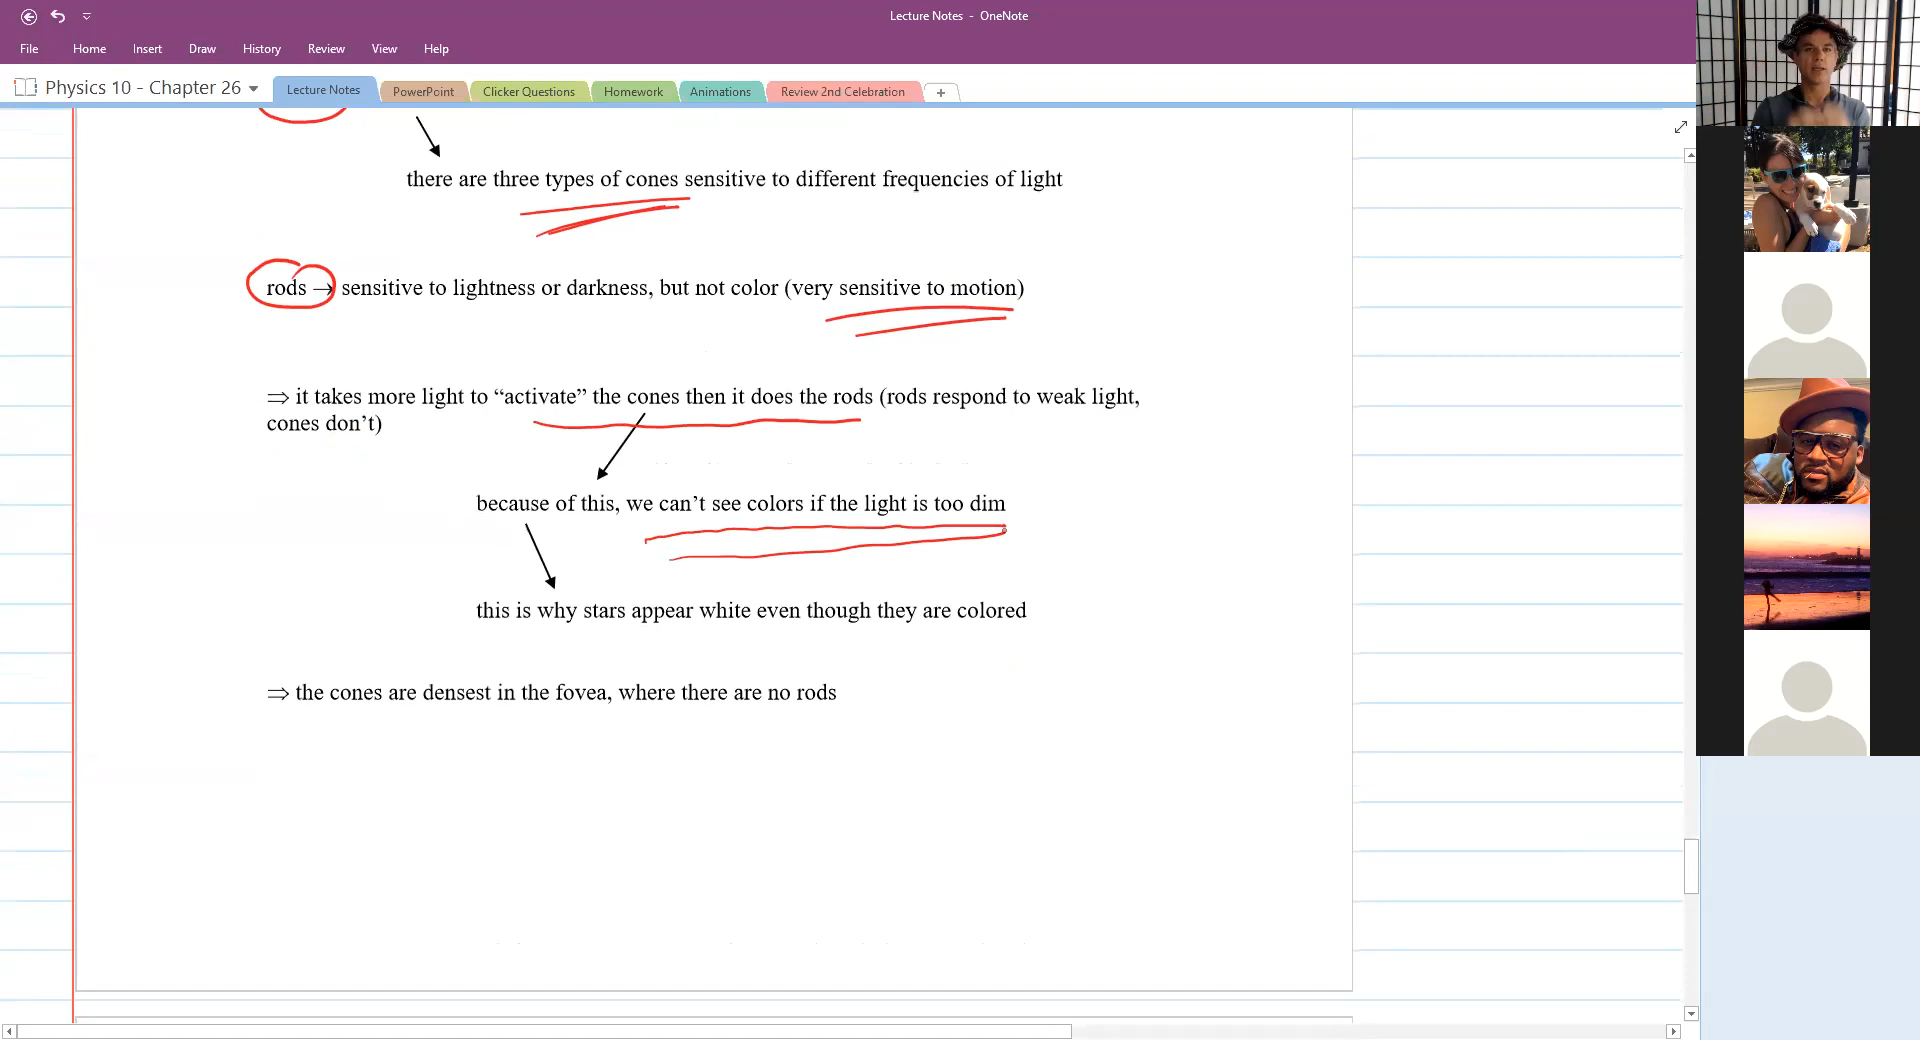 Lecture Notes - OneNote
File Home Insert Draw History Review View Help
Physics 10 - Chapter 26
Lecture Notes PowerPoint Clicker Questions Homework Animations Review 2nd Celebration +
there are three types of cones sensitive to different frequencies of light
rods → sensitive to lightness or darkness, but not color (very sensitive to motion)
⇒ it takes more light to “activate” the cones then it does the rods (rods respond to weak light,
cones don’t)
because of this, we can’t see colors if the light is too dim
this is why stars appear white even though they are colored
⇒ the cones are densest in the fovea, where there are no rods